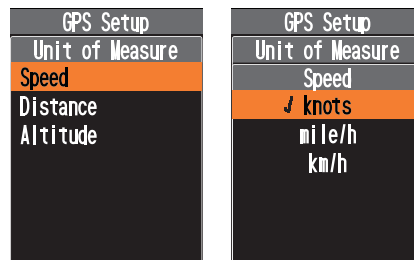 GPS Setup
Unit of Measure
Speed
Distance
Altitude
GPS Setup
Unit of Measure
Speed
✓ knots
mile/h
km/h